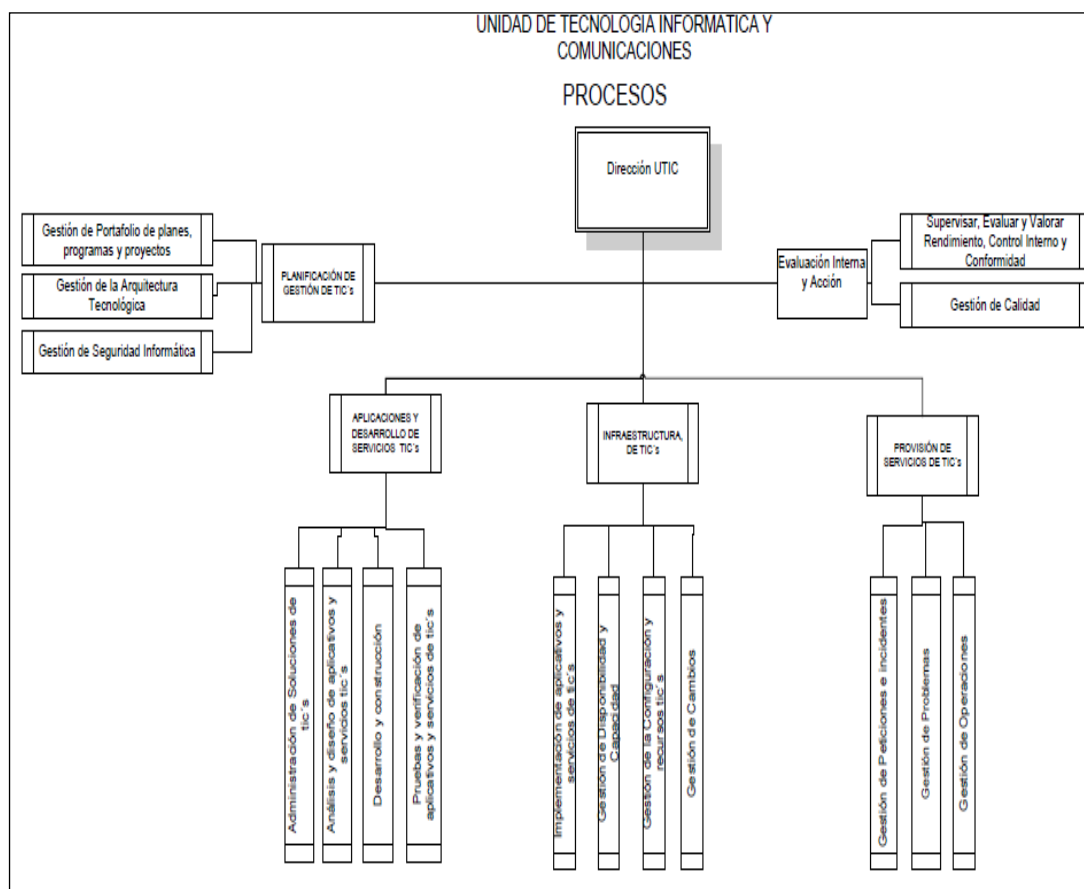 UNIDAD DE TECNOLOGIA INFORMATICA Y
COMUNICACIONES
PROCESOS
Dirección UTIC
Gestión de Portafolio de planes,
programas y proyectos
Gestión de la Arquitectura
Tecnológica
Gestión de Seguridad Informática
PLANIFICACIÓN DE
GESTIÓN DE TIC´s
Evaluación Interna
y Acción
Supervisar, Evaluar y Valorar
Rendimiento, Control Interno y
Conformidad
Gestión de Calidad
APLICACIONES Y
DESARROLLO DE
SERVICIOS TIC´s
INFRAESTRUCTURA,
DE TIC´s
PROVISIÓN DE
SERVICIOS DE TIC´s
Administración de Soluciones de
tic´s
Análisis y diseño de aplicativos y
servicios tic´s
Desarrollo y construcción
Pruebas y verificación de
aplicativos y servicios de tic´s
Implementación de aplicativos y
servicios de tic´s
Gestión de Disponibilidad y
Capacidad
Gestión de la Configuración y
recursos tic´s
Gestión de Cambios
Gestión de Peticiones e incidentes
Gestión de Problemas
Gestión de Operaciones